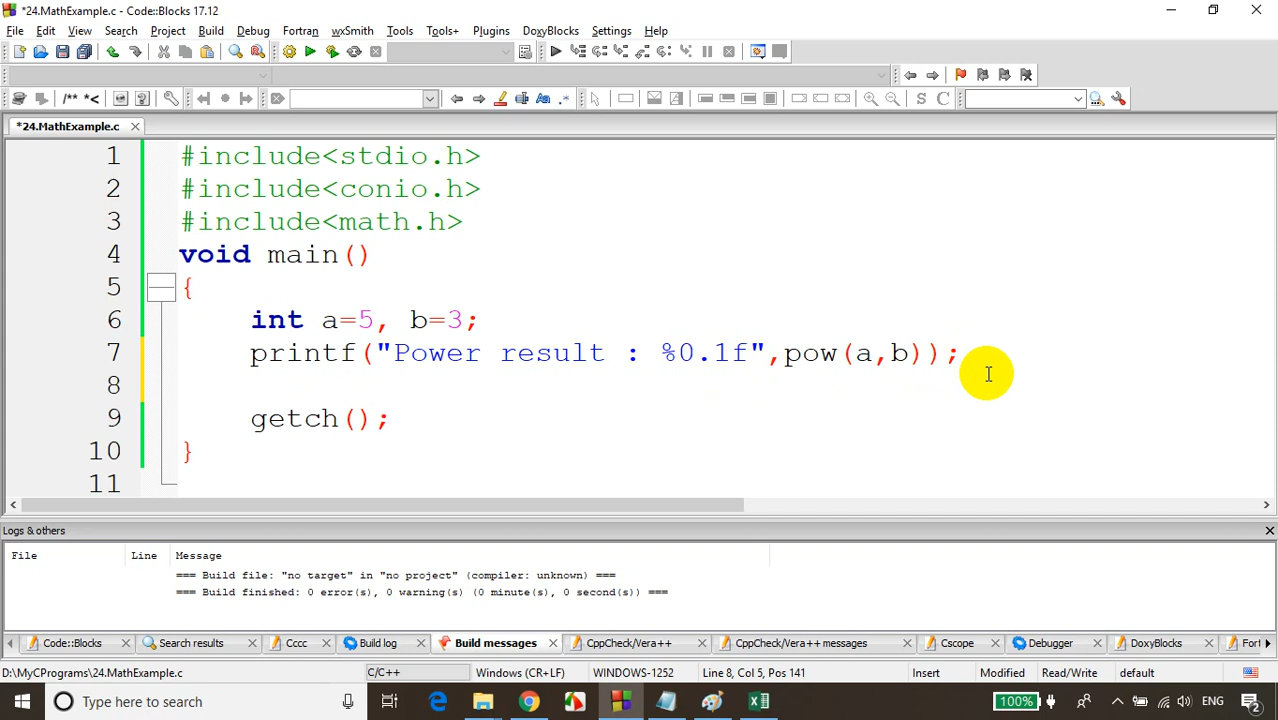 *24.MathExample.c - Code::Blocks 17.12
File Edit View Search Project Build Debug Fortran wxSmith Tools Tools+ Plugins DoxyBlocks Settings Help
/** *< S C
*24.MathExample.c
1 #include<stdio.h>
2 #include<conio.h>
3 #include<math.h>
4 void main()
5 {
6 int a=5, b=3;
7 printf("Power result : %0.1f",pow(a,b));
8
9 getch();
10 }
11
Logs & others
File Line Message
=== Build file: "no target" in "no project" (compiler: unknown) ===
=== Build finished: 0 error(s), 0 warning(s) (0 minute(s), 0 second(s)) ===
Code::Blocks Search results Cccc Build log Build messages CppCheck/Vera++ CppCheck/Vera++ messages Cscope Debugger DoxyBlocks Fort
D:\MyCPrograms\24.MathExample.c C/C++ Windows (CR+LF) WINDOWS-1252 Line 8, Col 5, Pos 141 Insert Modified Read/Write default
Type here to search 100% ENG 2